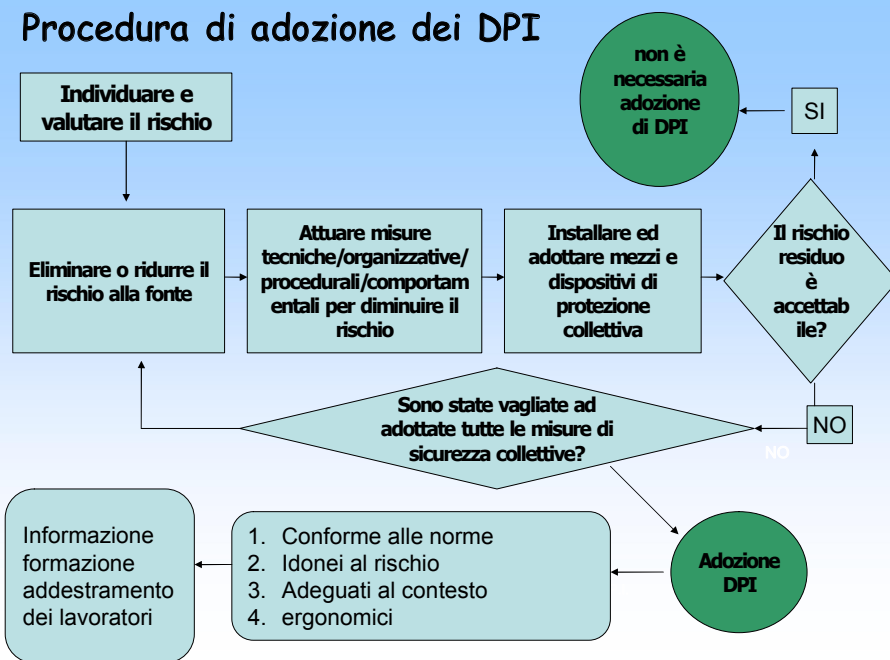 Procedura di adozione dei DPI
Individuare e
valutare il rischio
non è
necessaria
adozione
di DPI
SI
Eliminare o ridurre il
rischio alla fonte
Attuare misure
tecniche/organizzative/
procedurali/comportam
entali per diminuire il
rischio
Installare ed
adottare mezzi e
dispositivi di
protezione
collettiva
Il rischio
residuo
è
accettab
ile?
NO
NO
Sono state vagliate ad
adottate tutte le misure di
sicurezza collettive?
Adozione
DPI
1. Conforme alle norme
2. Idonei al rischio
3. Adeguati al contesto
4. ergonomici
Informazione
formazione
addestramento
dei lavoratori